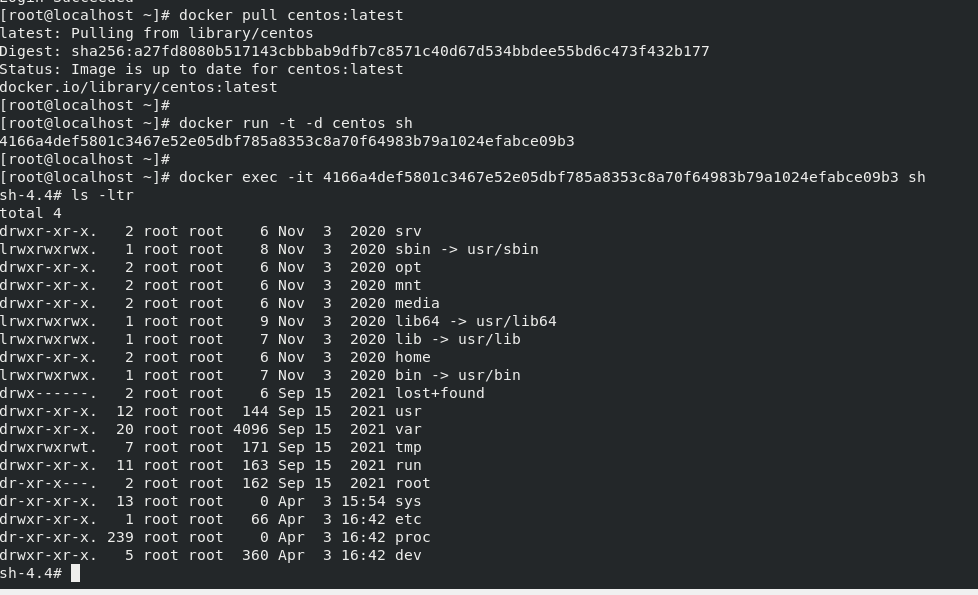 Login Succeeded
[root@localhost ~]# docker pull centos:latest
latest: Pulling from library/centos
Digest: sha256:a27fd8080b517143cbbbab9dfb7c8571c40d67d534bbdee55bd6c473f432b177
Status: Image is up to date for centos:latest
docker.io/library/centos:latest
[root@localhost ~]#
[root@localhost ~]# docker run -t -d centos sh
4166a4def5801c3467e52e05dbf785a8353c8a70f64983b79a1024efabce09b3
[root@localhost ~]#
[root@localhost ~]# docker exec -it 4166a4def5801c3467e52e05dbf785a8353c8a70f64983b79a1024efabce09b3 sh
sh-4.4# ls -ltr
total 4
drwxr-xr-x.   2 root root    6 Nov  3  2020 srv
lrwxrwxrwx.   1 root root    8 Nov  3  2020 sbin -> usr/sbin
drwxr-xr-x.   2 root root    6 Nov  3  2020 opt
drwxr-xr-x.   2 root root    6 Nov  3  2020 mnt
drwxr-xr-x.   2 root root    6 Nov  3  2020 media
lrwxrwxrwx.   1 root root    9 Nov  3  2020 lib64 -> usr/lib64
lrwxrwxrwx.   1 root root    7 Nov  3  2020 lib -> usr/lib
drwxr-xr-x.   2 root root    6 Nov  3  2020 home
lrwxrwxrwx.   1 root root    7 Nov  3  2020 bin -> usr/bin
drwx------.   2 root root    6 Sep 15  2021 lost+found
drwxr-xr-x.  12 root root  144 Sep 15  2021 usr
drwxr-xr-x.  20 root root 4096 Sep 15  2021 var
drwxrwxrwt.   7 root root  171 Sep 15  2021 tmp
drwxr-xr-x.  11 root root  163 Sep 15  2021 run
dr-xr-x---.   2 root root  162 Sep 15  2021 root
dr-xr-xr-x.  13 root root    0 Apr  3 15:54 sys
drwxr-xr-x.   1 root root   66 Apr  3 16:42 etc
dr-xr-xr-x. 239 root root    0 Apr  3 16:42 proc
drwxr-xr-x.   5 root root  360 Apr  3 16:42 dev
sh-4.4#